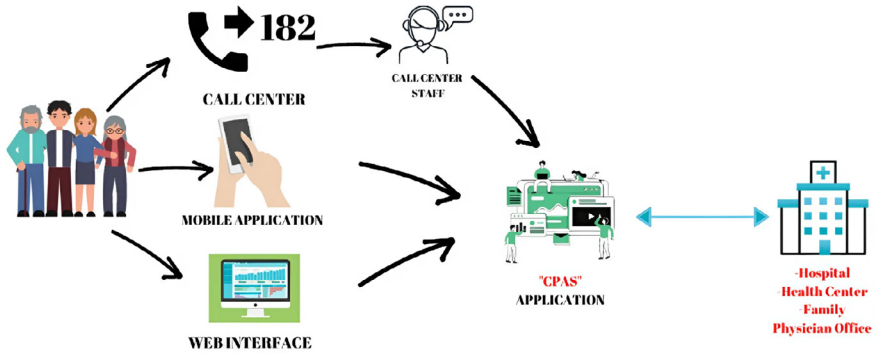 182
CALL CENTER
CALL CENTER
STAFF
MOBILE APPLICATION
WEB INTERFACE
"CPAS"
APPLICATION
-Hospital
-Health Center
-Family
Physician Office